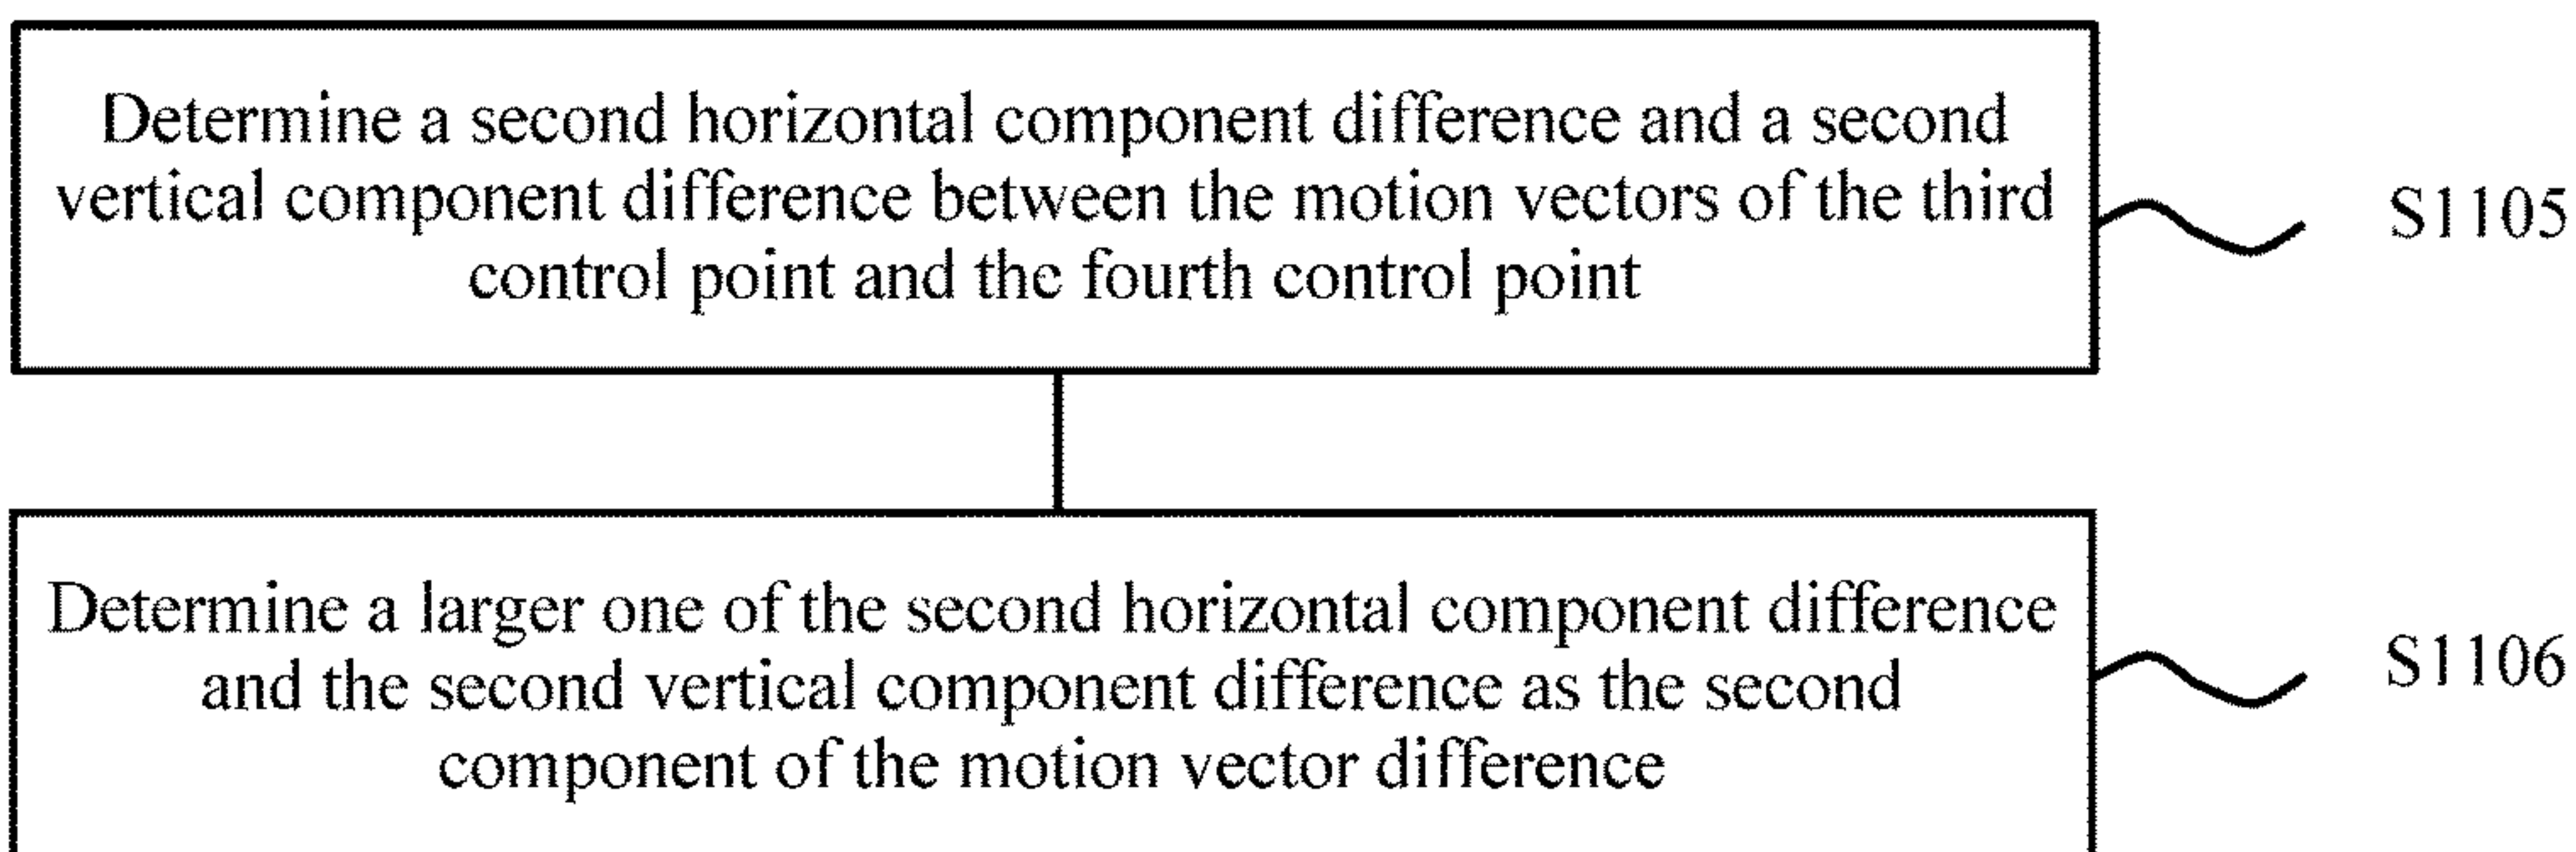 Determine a second horizontal component difference and a second
vertical component difference between the motion vectors of the third
control point and the fourth control point
S1105
Determine a larger one of the second horizontal component difference
and the second vertical component difference as the second
component of the motion vector difference
S1106